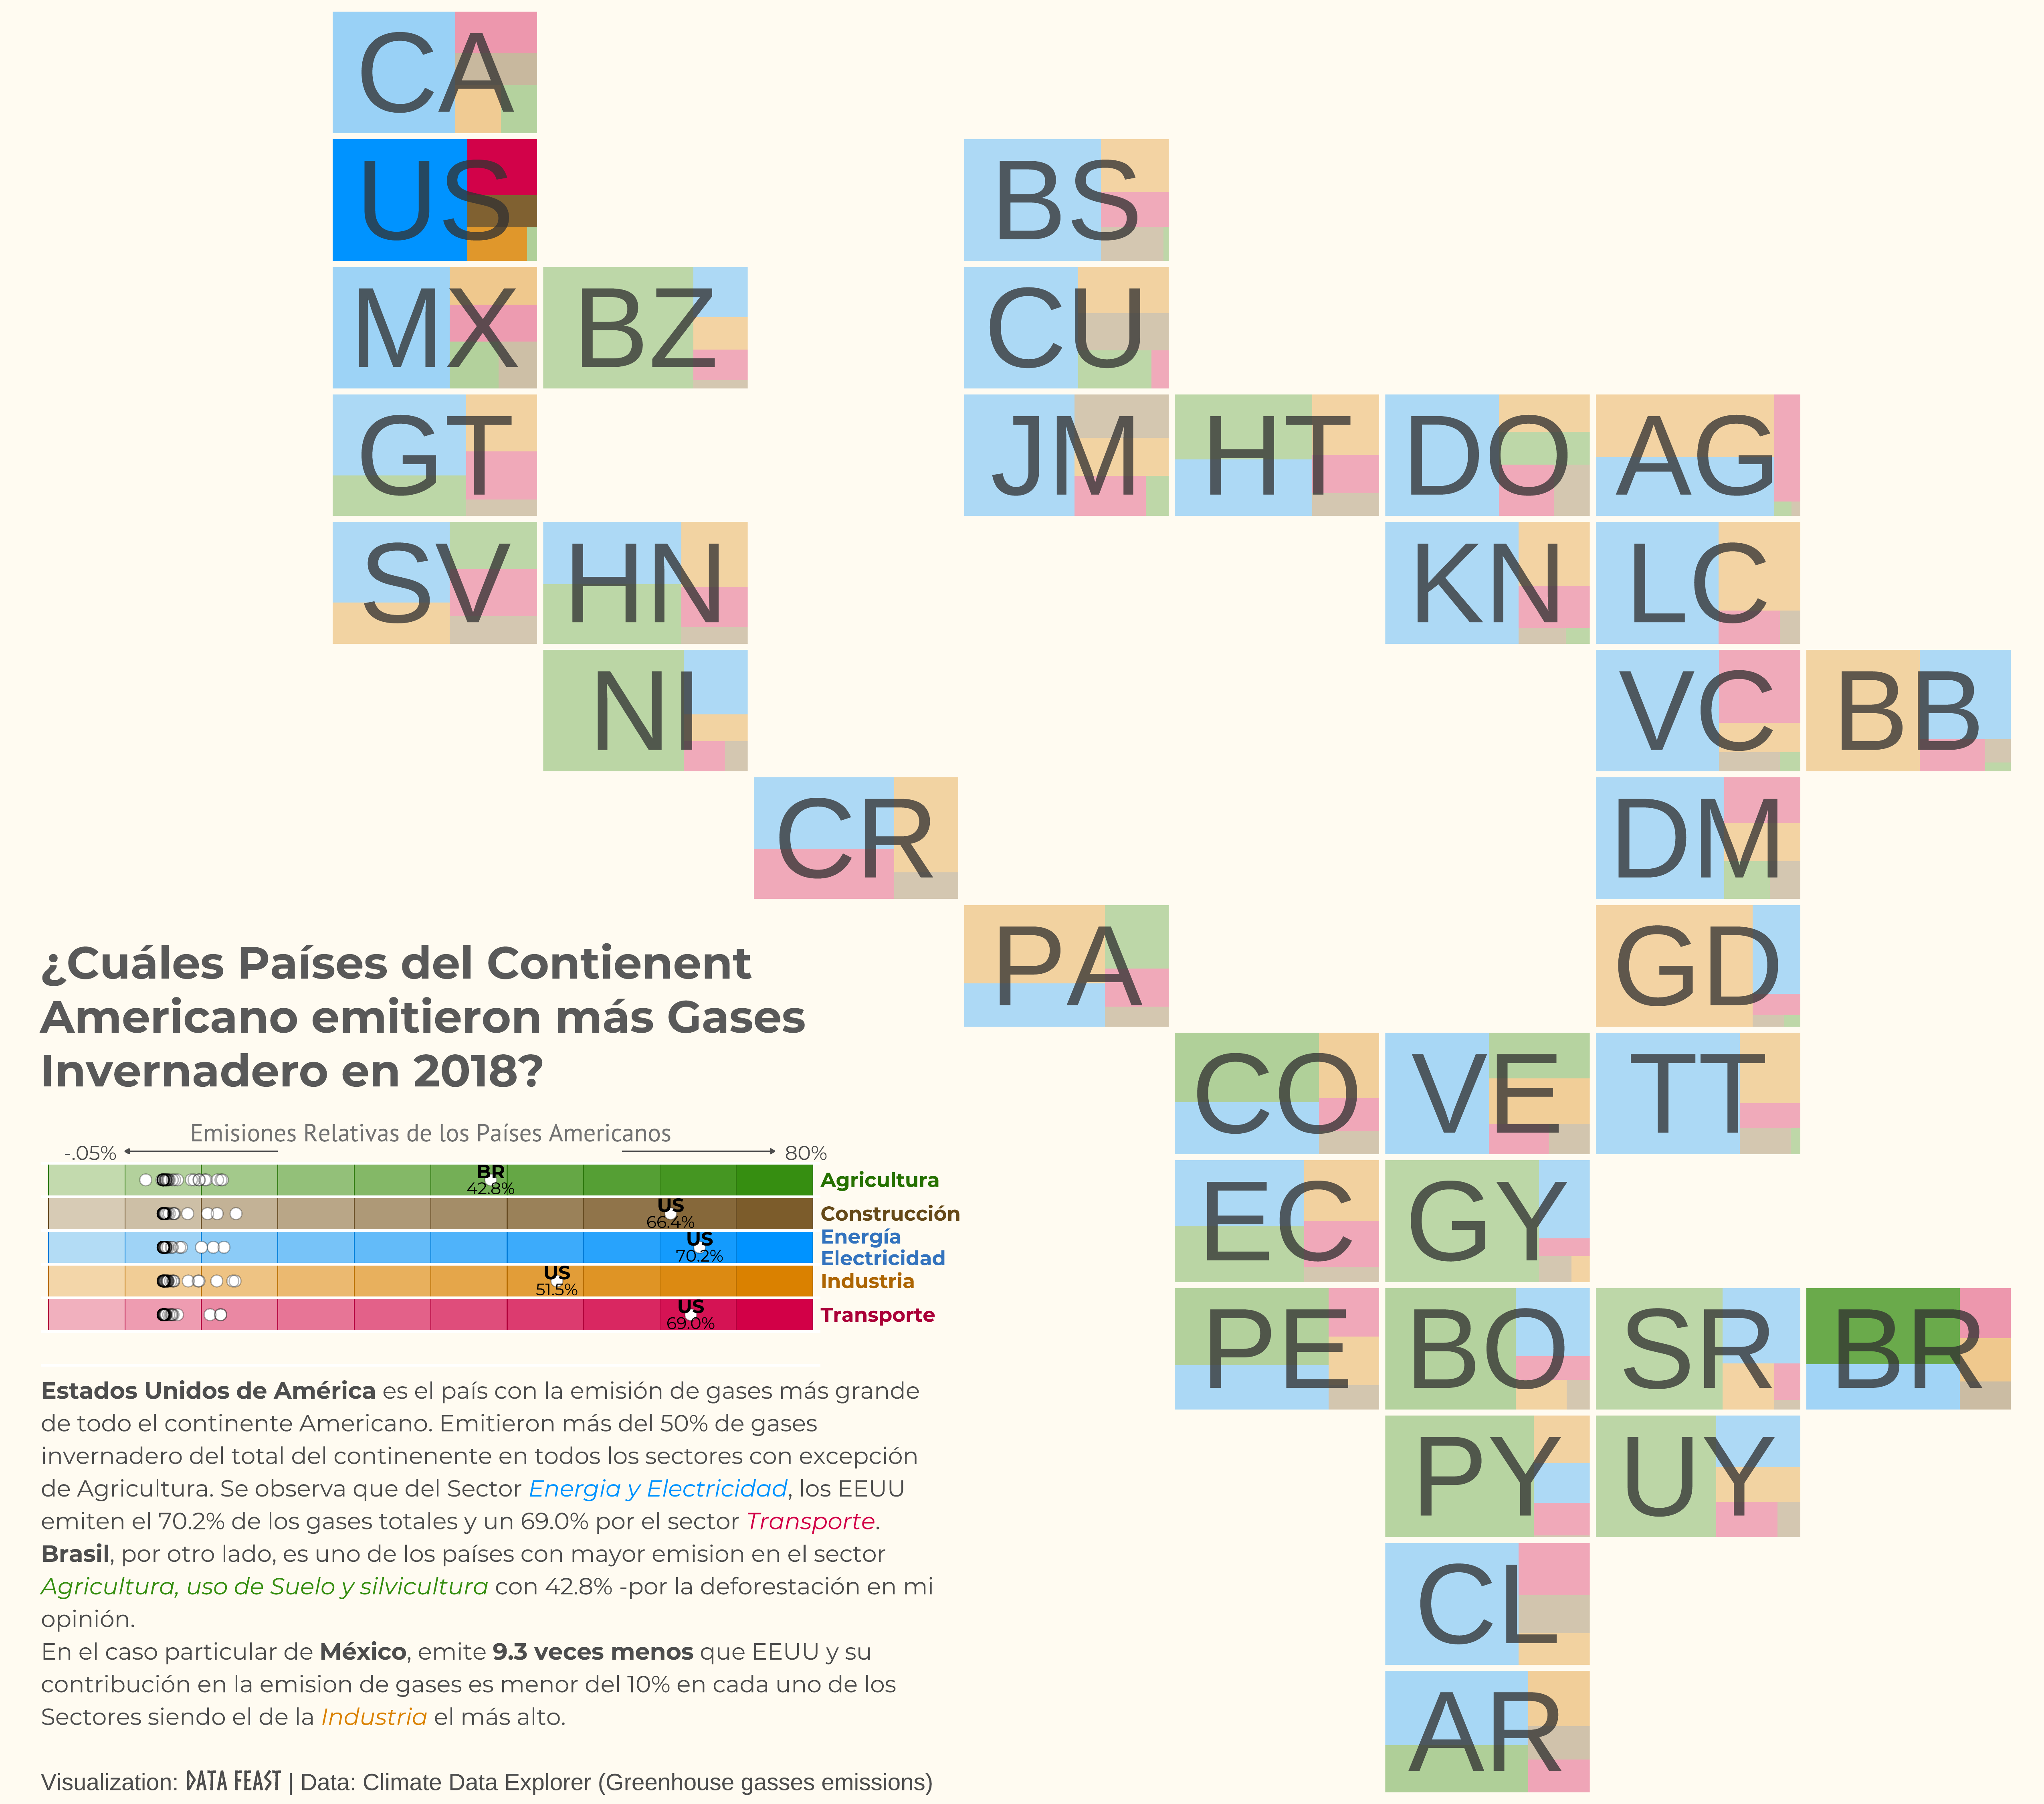 CA
US
BS
MX
BZ
CU
GT
JM
HT
DO
AG
SV
HN
KN
LC
NI
VC
BB
CR
DM
PA
GD
¿Cuáles Países del Contienent
Americano emitieron más Gases
Invernadero en 2018?
CO
VE
TT
EC
GY
PE
BO
SR
BR
PY
UY
CL
AR
Emisiones Relativas de los Países Americanos
-.05%
80%
BR
42.8%
Agricultura
US
66.4%
Construcción
US
70.2%
Energía
Electricidad
US
51.5%
Industria
US
69.0%
Transporte
Estados Unidos de América es el país con la emisión de gases más grande
de todo el continente Americano. Emitieron más del 50% de gases
invernadero del total del continenente en todos los sectores con excepción
de Agricultura. Se observa que del Sector Energia y Electricidad, los EEUU
emiten el 70.2% de los gases totales y un 69.0% por el sector Transporte.
Brasil, por otro lado, es uno de los países con mayor emision en el sector
Agricultura, uso de Suelo y silvicultura con 42.8% -por la deforestación en mi
opinión.
En el caso particular de México, emite 9.3 veces menos que EEUU y su
contribución en la emision de gases es menor del 10% en cada uno de los
Sectores siendo el de la Industria el más alto.
Visualization: DATA FEAST | Data: Climate Data Explorer (Greenhouse gasses emissions)